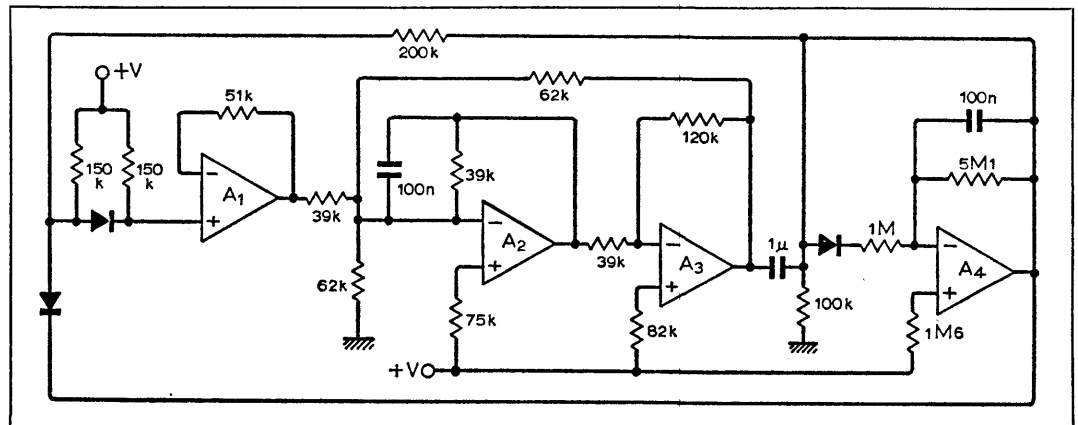 200k
+V
62k
51k
120k
100n
150
k
150
k
A1
39k
100n
39k
5M1
1M
39k
A2
A3
1μ
A4
62k
75k
82k
100k
1M6
+V